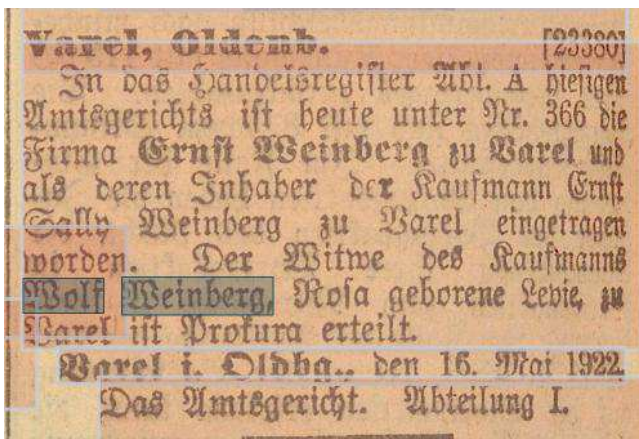 Varel, Oldenb. [23380]
In das Handelsregister Abt. A hiesigen
Amtsgerichts ist heute unter Nr. 366 die
Firma Ernst Weinberg zu Varel und
als deren Inhaber der Kaufmann Ernst
Sally Weinberg zu Varel eingetragen
worden. Der Witwe des Kaufmanns
Wolf Weinberg, Rosa geborene Levie, zu
Varel ist Prokura erteilt.
Varel i. Oldbg., den 16. Mai 1922.
Das Amtsgericht. Abteilung I.